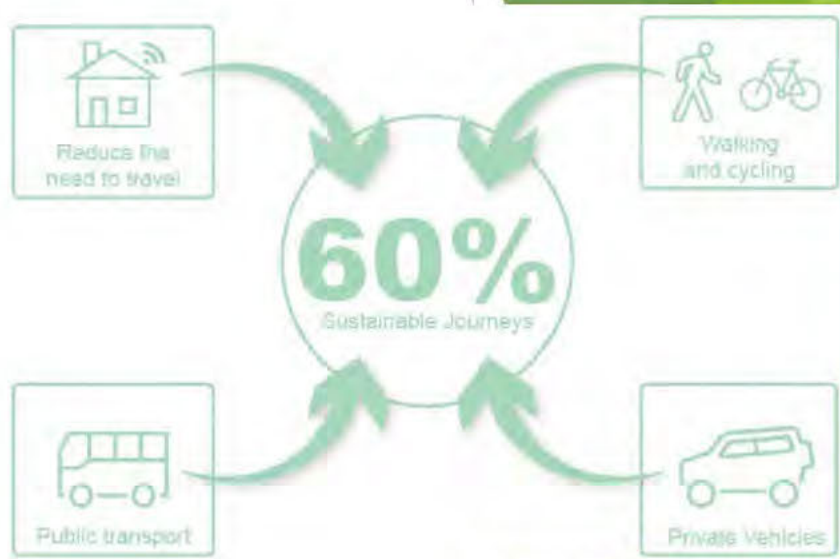 Reduce the
need to travel
Walking
and cycling
60%
Sustainable Journeys
Public transport
Private Vehicles